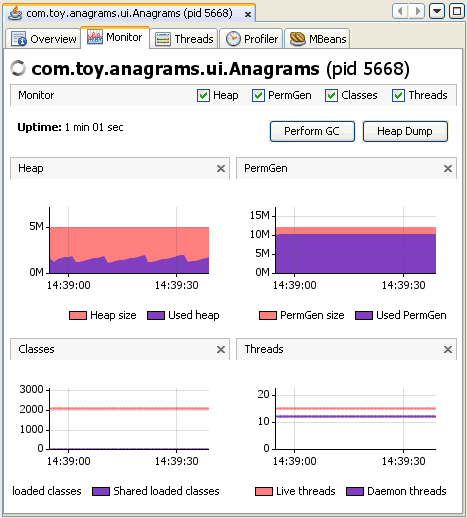 com.toy.anagrams.ui.Anagrams (pid 5668)
Overview Monitor Threads Profiler MBeans
com.toy.anagrams.ui.Anagrams (pid 5668)
Monitor Heap PermGen Classes Threads
Uptime: 1 min 01 sec Perform GC Heap Dump
Heap
5M
0M
14:39:00 14:39:30
Heap size Used heap
PermGen
15M
10M
5M
0M
14:39:00 14:39:30
PermGen size Used PermGen
Classes
3000
2000
1000
0
14:39:00 14:39:30
loaded classes Shared loaded classes
Threads
20
10
0
14:39:00 14:39:30
Live threads Daemon threads